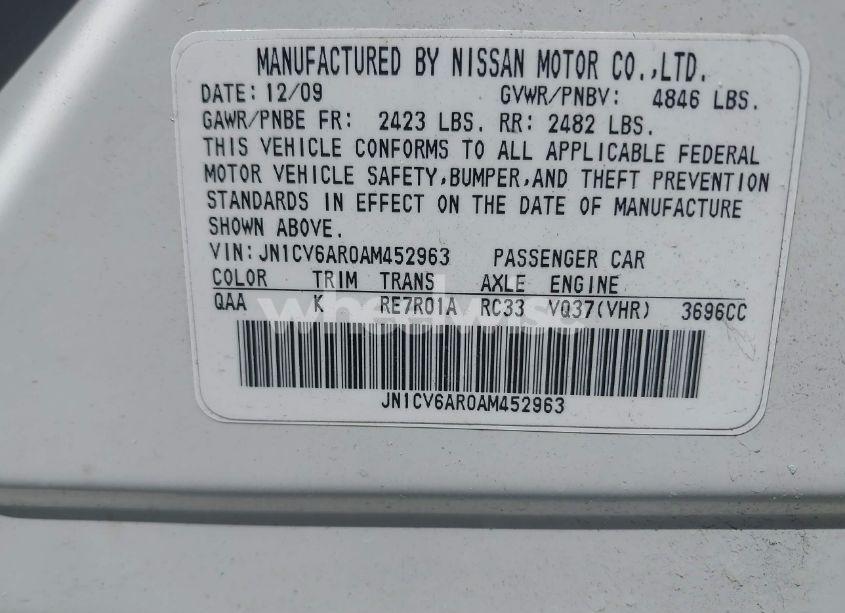 MANUFACTURED BY NISSAN MOTOR CO.,LTD.
DATE: 12/09 GVWR/PNBV: 4846 LBS.
GAWR/PNBE FR: 2423 LBS. RR: 2482 LBS.
THIS VEHICLE CONFORMS TO ALL APPLICABLE FEDERAL
MOTOR VEHICLE SAFETY,BUMPER,AND THEFT PREVENTION
STANDARDS IN EFFECT ON THE DATE OF MANUFACTURE
SHOWN ABOVE.
VIN:JN1CV6AR0AM452963 PASSENGER CAR
COLOR TRIM TRANS AXLE ENGINE
QAA K RE7R01A RC33 VQ37(VHR) 3696CC
wheelwise
JN1CV6AR0AM452963